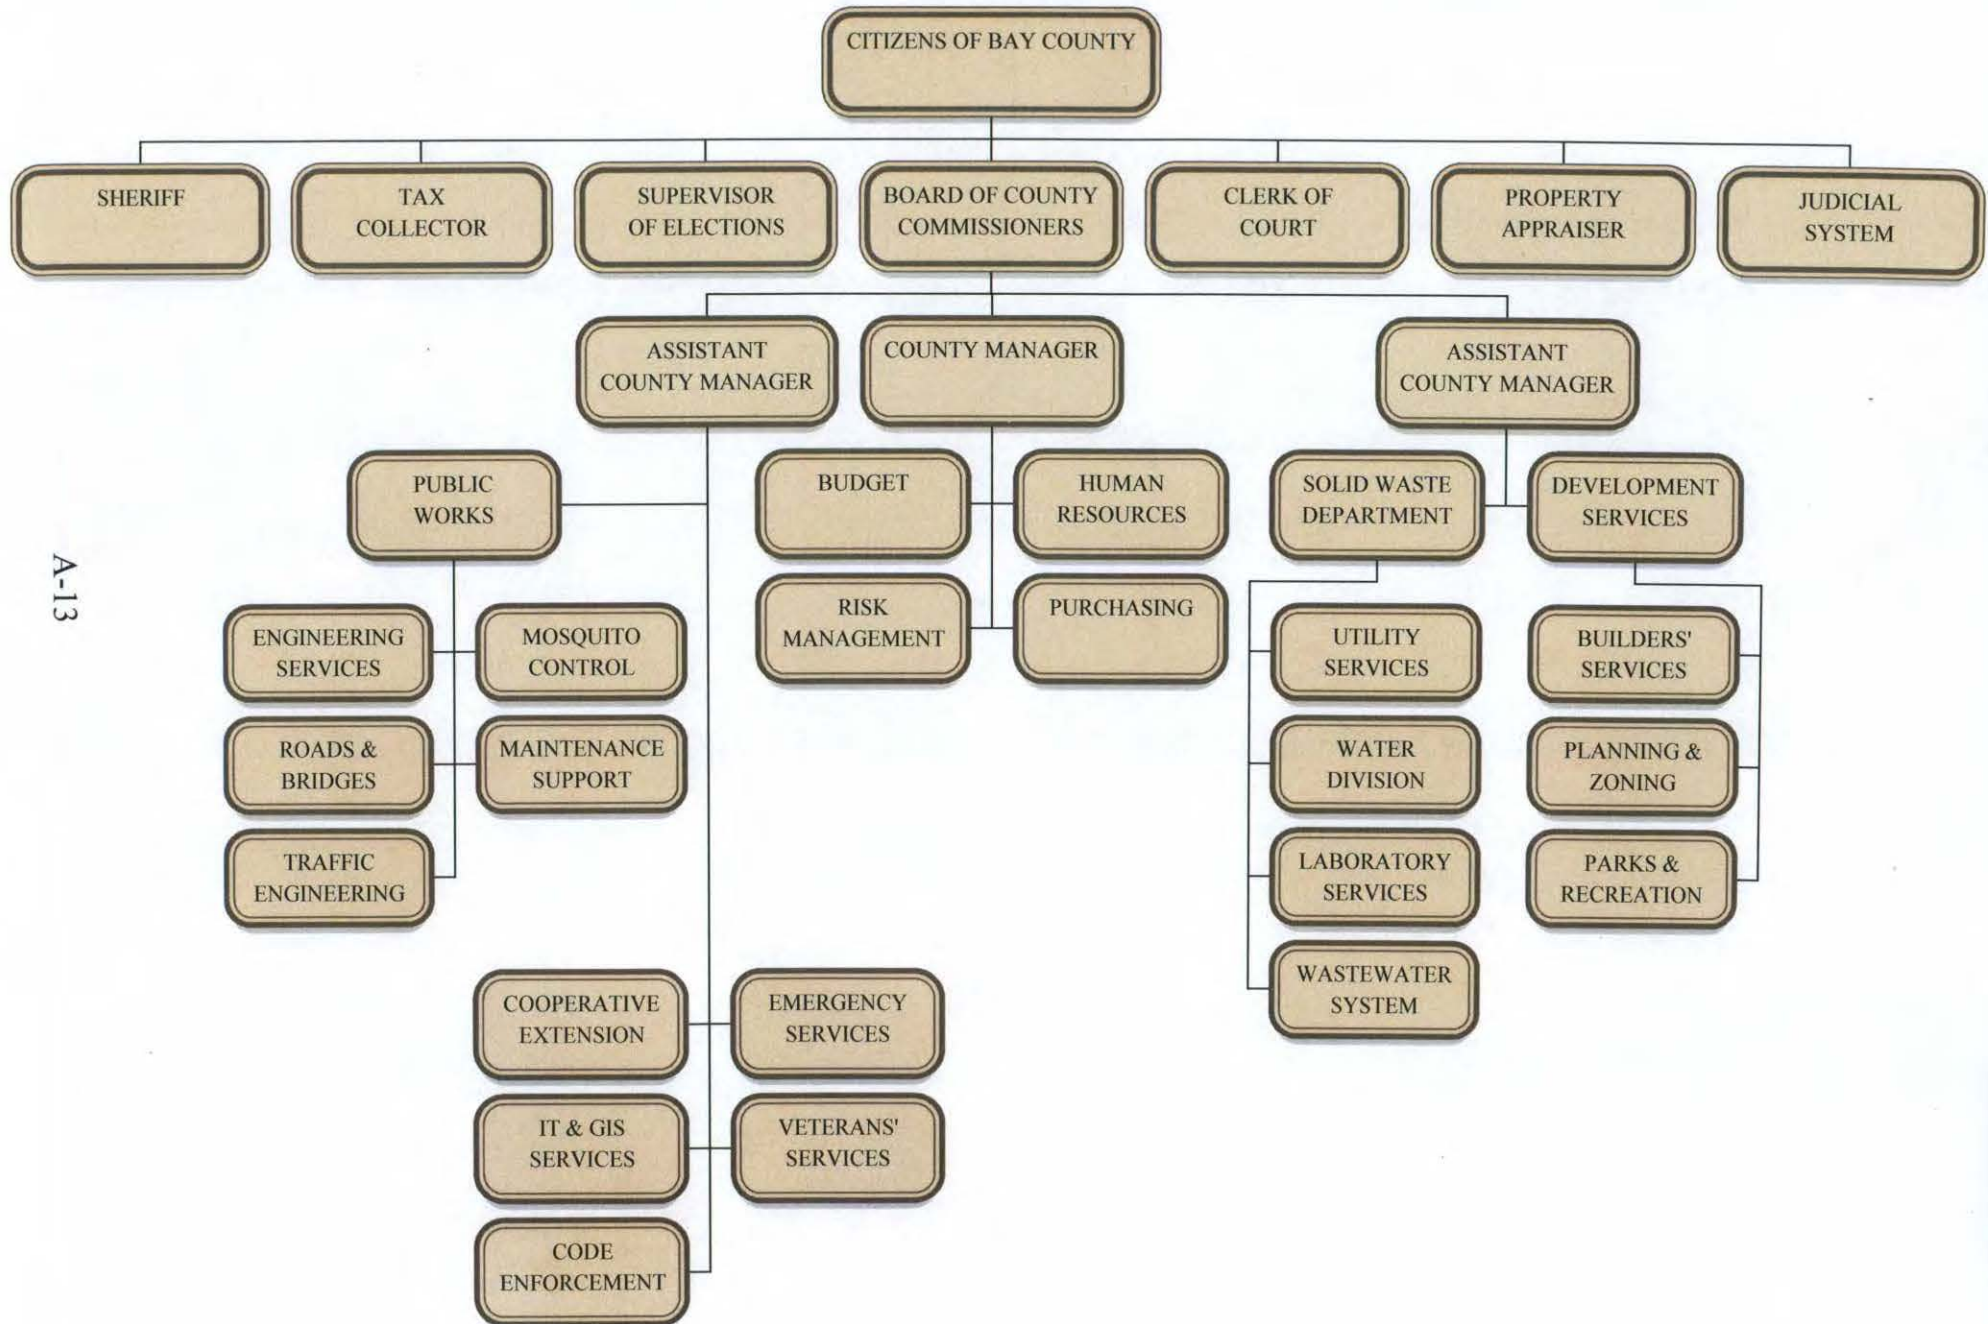 CITIZENS OF BAY COUNTY
SHERIFF
TAX
COLLECTOR
SUPERVISOR
OF ELECTIONS
BOARD OF COUNTY
COMMISSIONERS
CLERK OF
COURT
PROPERTY
APPRAISER
JUDICIAL
SYSTEM
ASSISTANT
COUNTY MANAGER
COUNTY MANAGER
ASSISTANT
COUNTY MANAGER
PUBLIC
WORKS
BUDGET
HUMAN
RESOURCES
SOLID WASTE
DEPARTMENT
DEVELOPMENT
SERVICES
RISK
MANAGEMENT
PURCHASING
ENGINEERING
SERVICES
MOSQUITO
CONTROL
UTILITY
SERVICES
BUILDERS'
SERVICES
ROADS &
BRIDGES
MAINTENANCE
SUPPORT
WATER
DIVISION
PLANNING &
ZONING
TRAFFIC
ENGINEERING
LABORATORY
SERVICES
PARKS &
RECREATION
WASTEWATER
SYSTEM
COOPERATIVE
EXTENSION
EMERGENCY
SERVICES
IT & GIS
SERVICES
VETERANS'
SERVICES
CODE
ENFORCEMENT
A-13